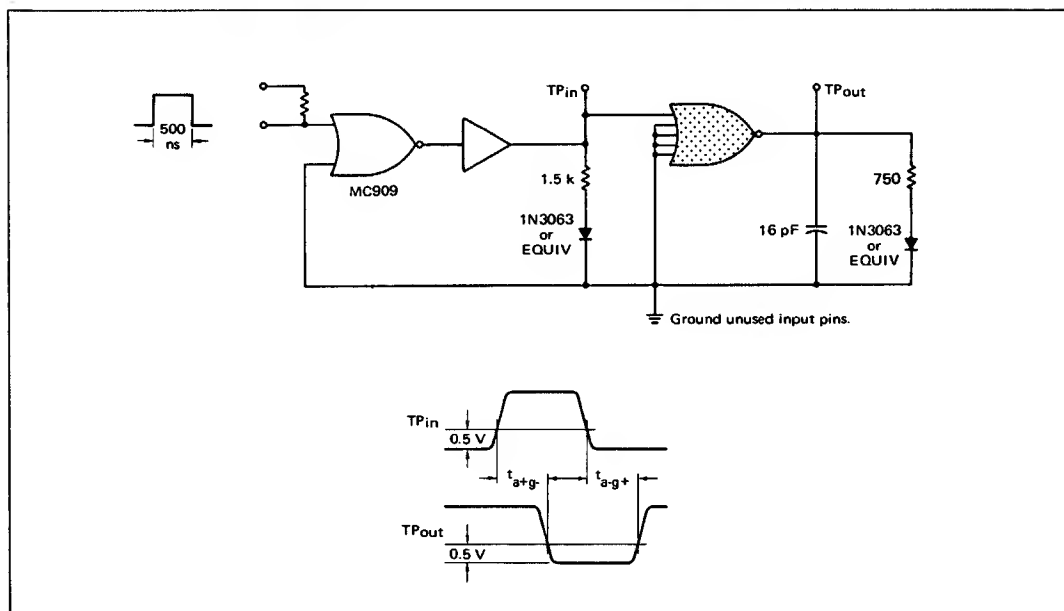 500
ns
MC909
TPin
1.5 k
1N3063
or
EQUIV
TPout
750
16 pF
1N3063
or
EQUIV
Ground unused input pins.
TPin
0.5 V
ta+g-
ta-g+
TPout
0.5 V